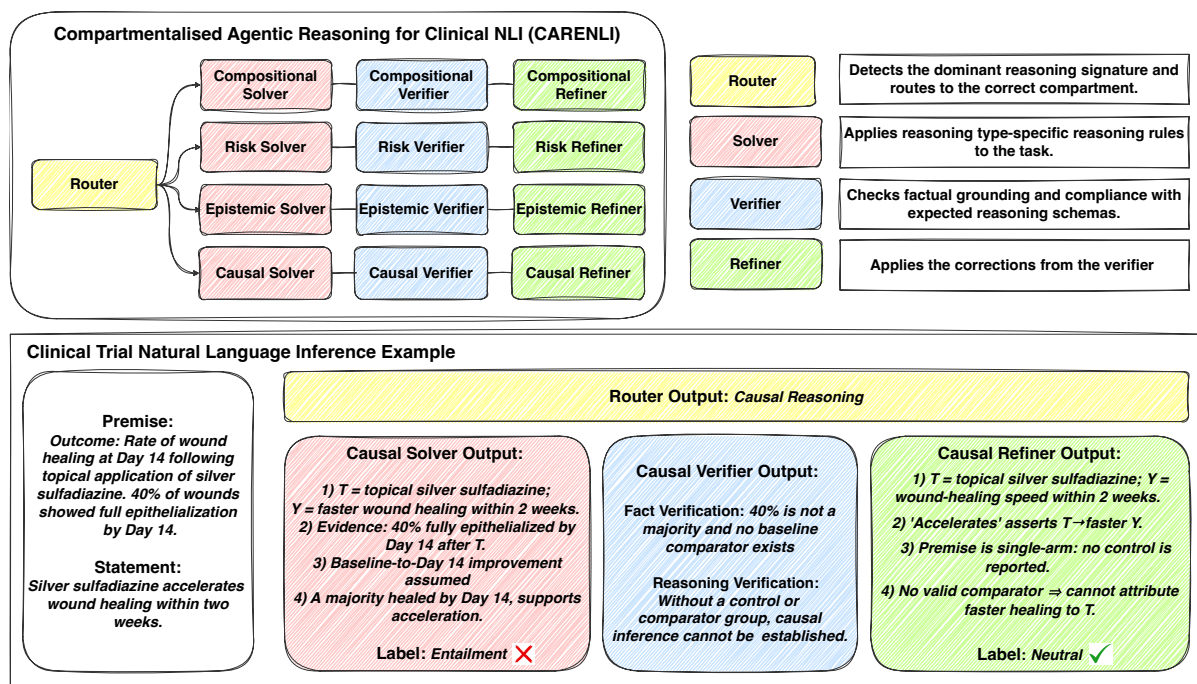 Compartmentalised Agentic Reasoning for Clinical NLI (CARENLI)
Router
Compositional
Solver
Compositional
Verifier
Compositional
Refiner
Risk Solver
Risk Verifier
Risk Refiner
Epistemic Solver
Epistemic Verifier
Epistemic Refiner
Causal Solver
Causal Verifier
Causal Refiner
Router
Detects the dominant reasoning signature and
routes to the correct compartment.
Solver
Applies reasoning type-specific reasoning rules
to the task.
Verifier
Checks factual grounding and compliance with
expected reasoning schemas.
Refiner
Applies the corrections from the verifier
Clinical Trial Natural Language Inference Example
Premise:
Outcome: Rate of wound
healing at Day 14 following
topical application of silver
sulfadiazine. 40% of wounds
showed full epithelialization
by Day 14.
Statement:
Silver sulfadiazine accelerates
wound healing within two
weeks.
Router Output: Causal Reasoning
Causal Solver Output:
1) T = topical silver sulfadiazine;
Y = faster wound healing within 2 weeks.
2) Evidence: 40% fully epithelialized by
Day 14 after T.
3) Baseline-to-Day 14 improvement
assumed
4) A majority healed by Day 14, supports
acceleration.
Label: Entailment
Causal Verifier Output:
Fact Verification: 40% is not a
majority and no baseline
comparator exists
Reasoning Verification:
Without a control or
comparator group, causal
inference cannot be established.
Causal Refiner Output:
1) T = topical silver sulfadiazine; Y =
wound-healing speed within 2 weeks.
2) 'Accelerates' asserts T→faster Y.
3) Premise is single-arm: no control is
reported.
4) No valid comparator ⇒ cannot attribute
faster healing to T.
Label: Neutral